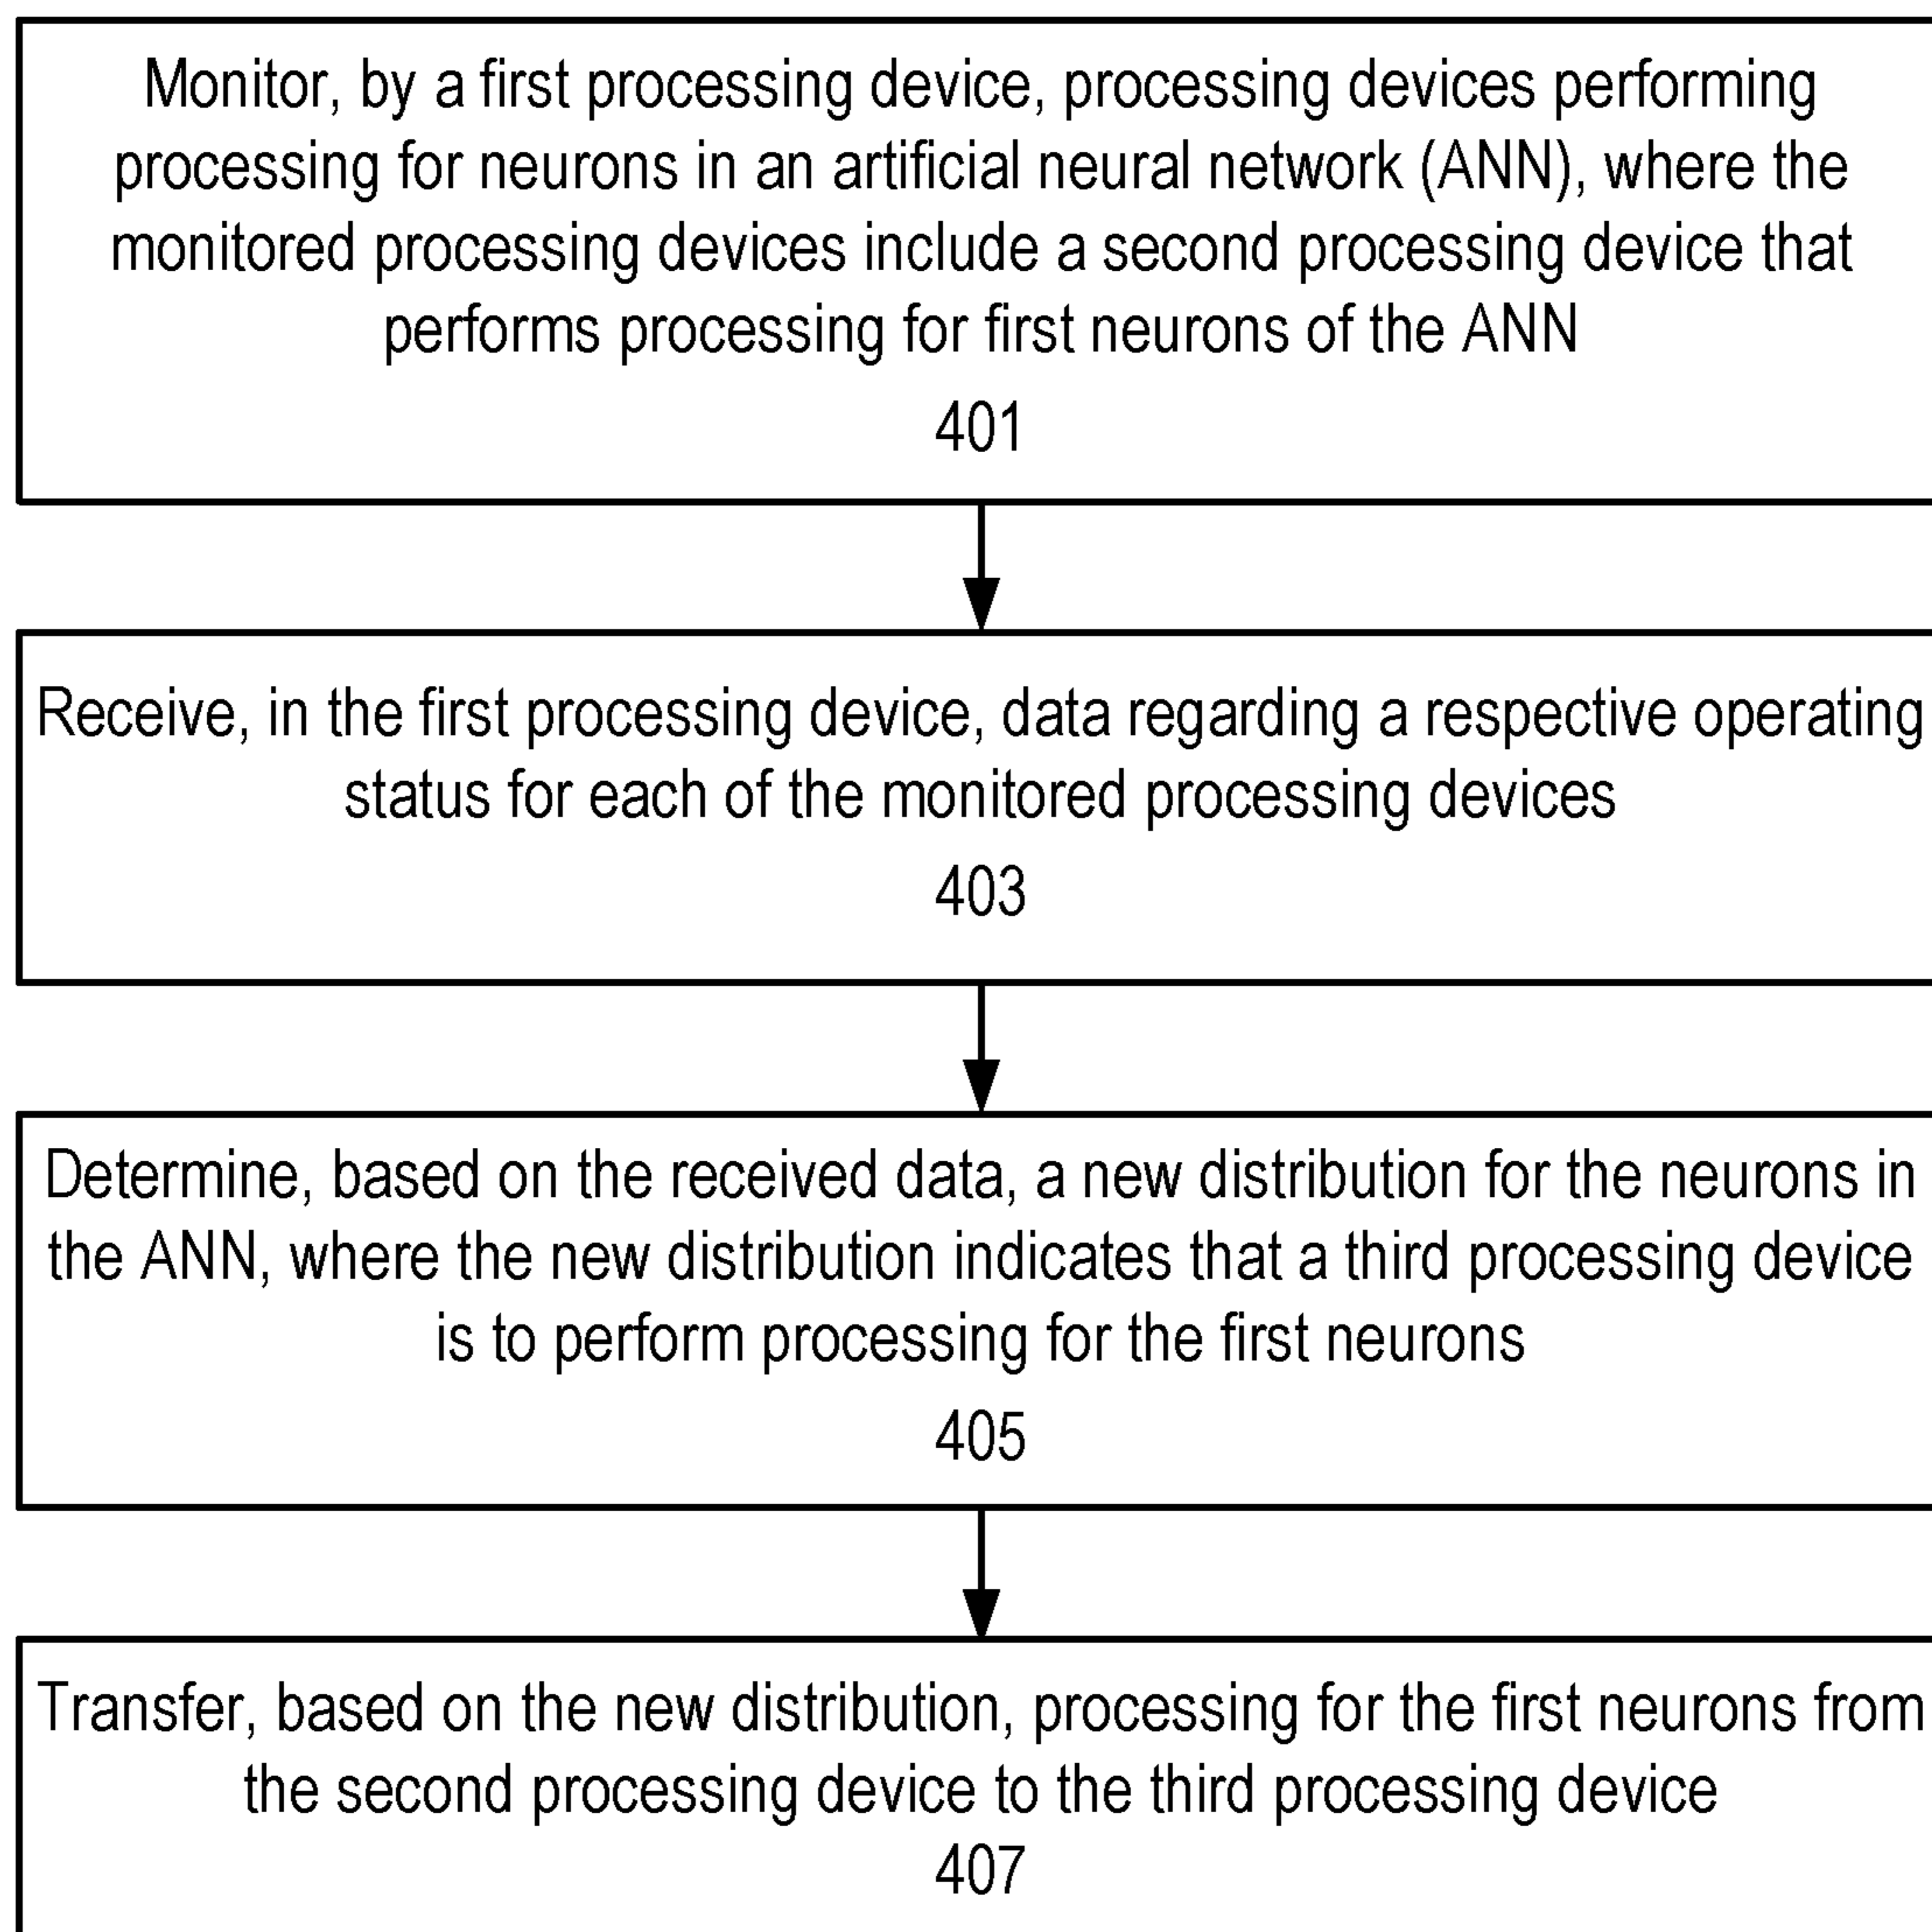 Monitor, by a first processing device, processing devices performing
processing for neurons in an artificial neural network (ANN), where the
monitored processing devices include a second processing device that
performs processing for first neurons of the ANN
401
Receive, in the first processing device, data regarding a respective operating
status for each of the monitored processing devices
403
Determine, based on the received data, a new distribution for the neurons in
the ANN, where the new distribution indicates that a third processing device
is to perform processing for the first neurons
405
Transfer, based on the new distribution, processing for the first neurons from
the second processing device to the third processing device
407